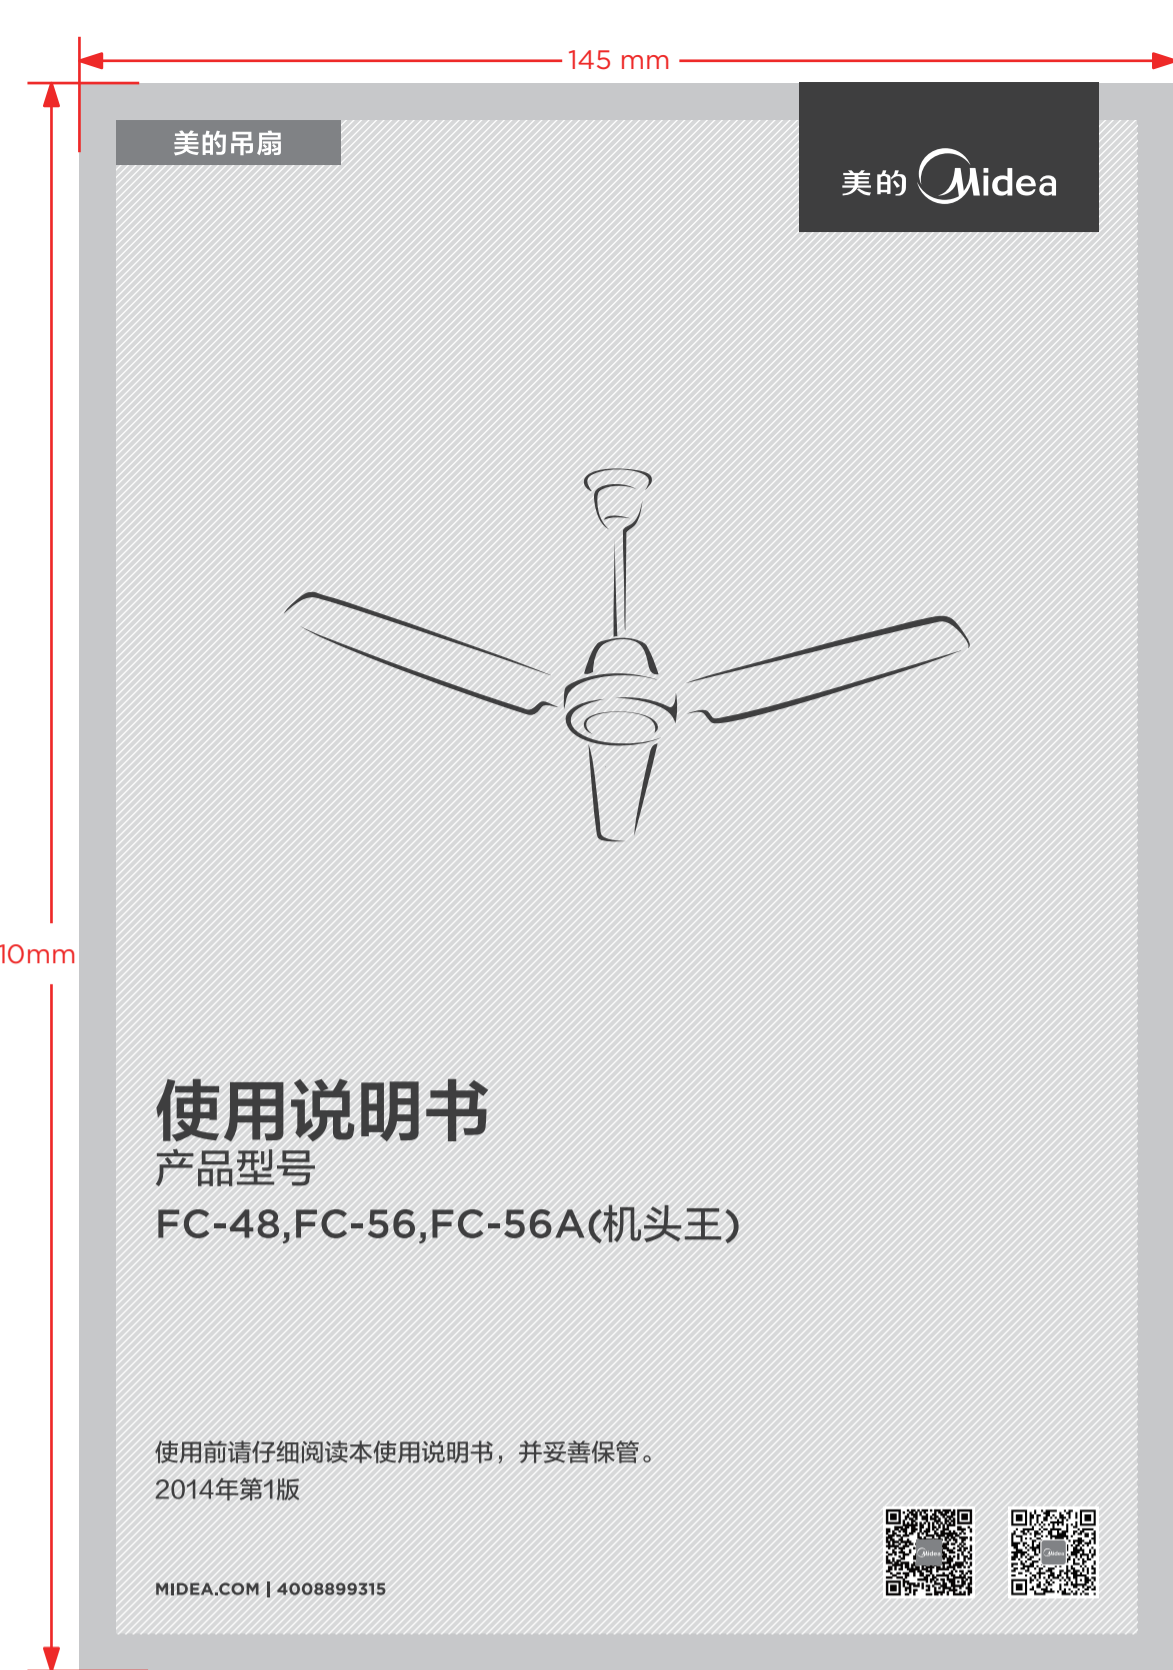 145 mm
美的吊扇
美的 Midea
10mm
使用说明书
产品型号
FC-48,FC-56,FC-56A(机头王)
使用前请仔细阅读本使用说明书，并妥善保管。
2014年第1版
MIDEA.COM | 4008899315
Midea
Midea